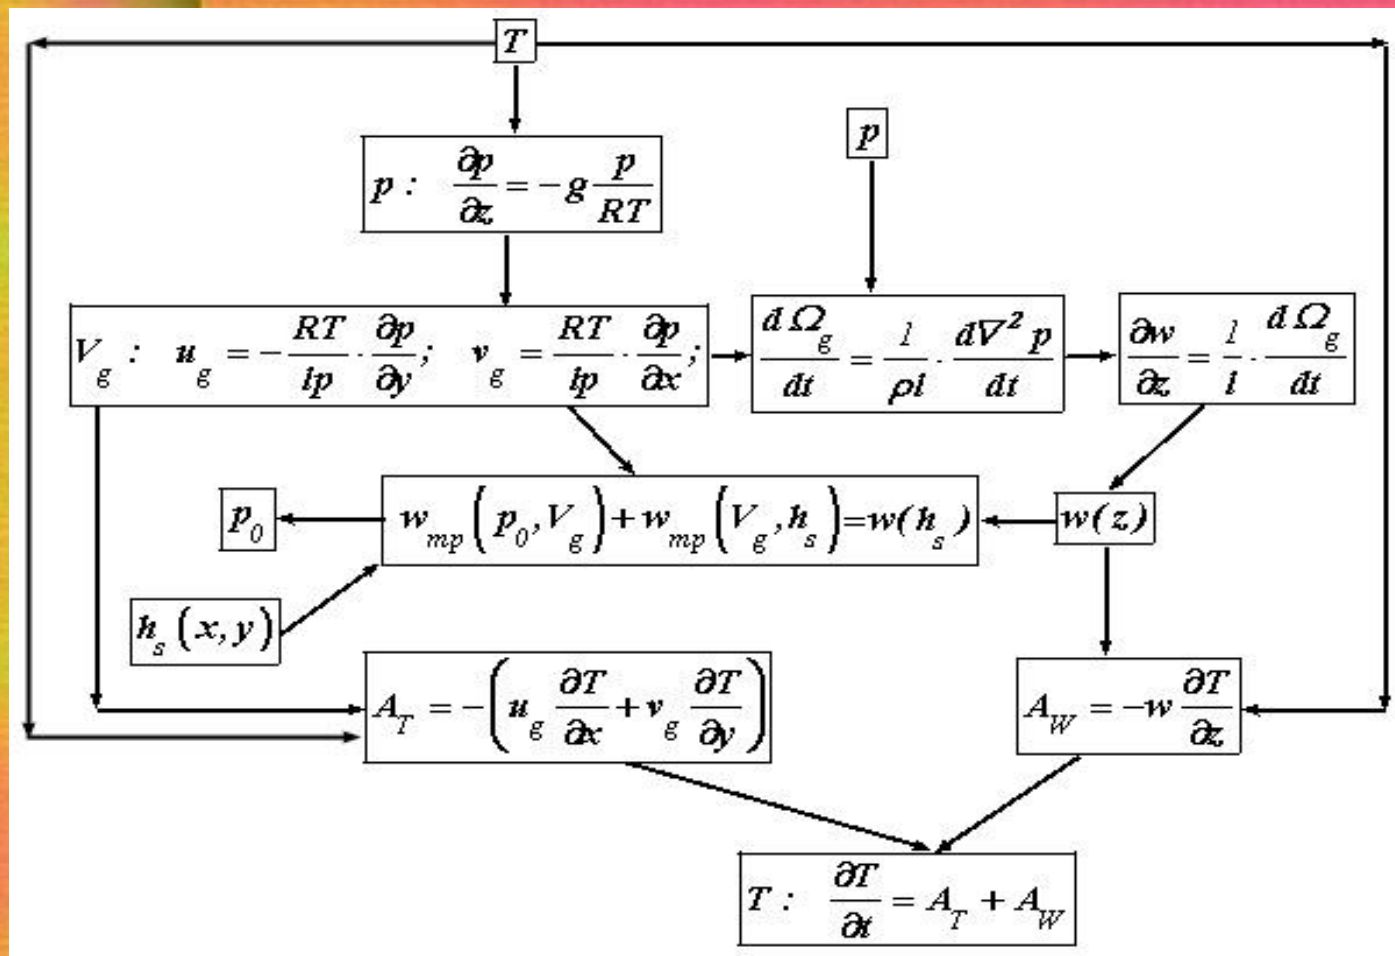 T
p
p : ∂p/∂z = −g p/RT
V_g : u_g = −RT/lp · ∂p/∂y; v_g = RT/lp · ∂p/∂x;
dΩ_g/dt = 1/ρl · d∇² p/dt
∂w/∂z = 1/l · dΩ_g/dt
p_0
w_mp (p_0, V_g) + w_mp (V_g, h_s) = w(h_s)
w(z)
h_s (x, y)
A_T = −(u_g ∂T/∂x + v_g ∂T/∂y)
A_W = −w ∂T/∂z
T : ∂T/∂t = A_T + A_W